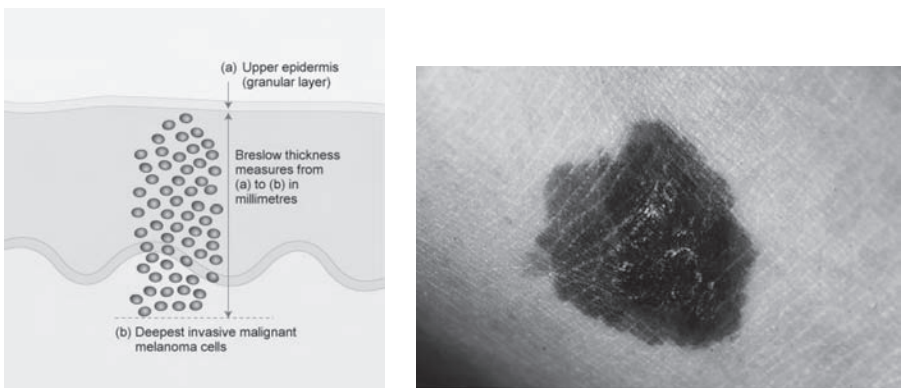 (a) Upper epidermis
(granular layer)
Breslow thickness
measures from
(a) to (b) in
millimetres
(b) Deepest invasive malignant
melanoma cells